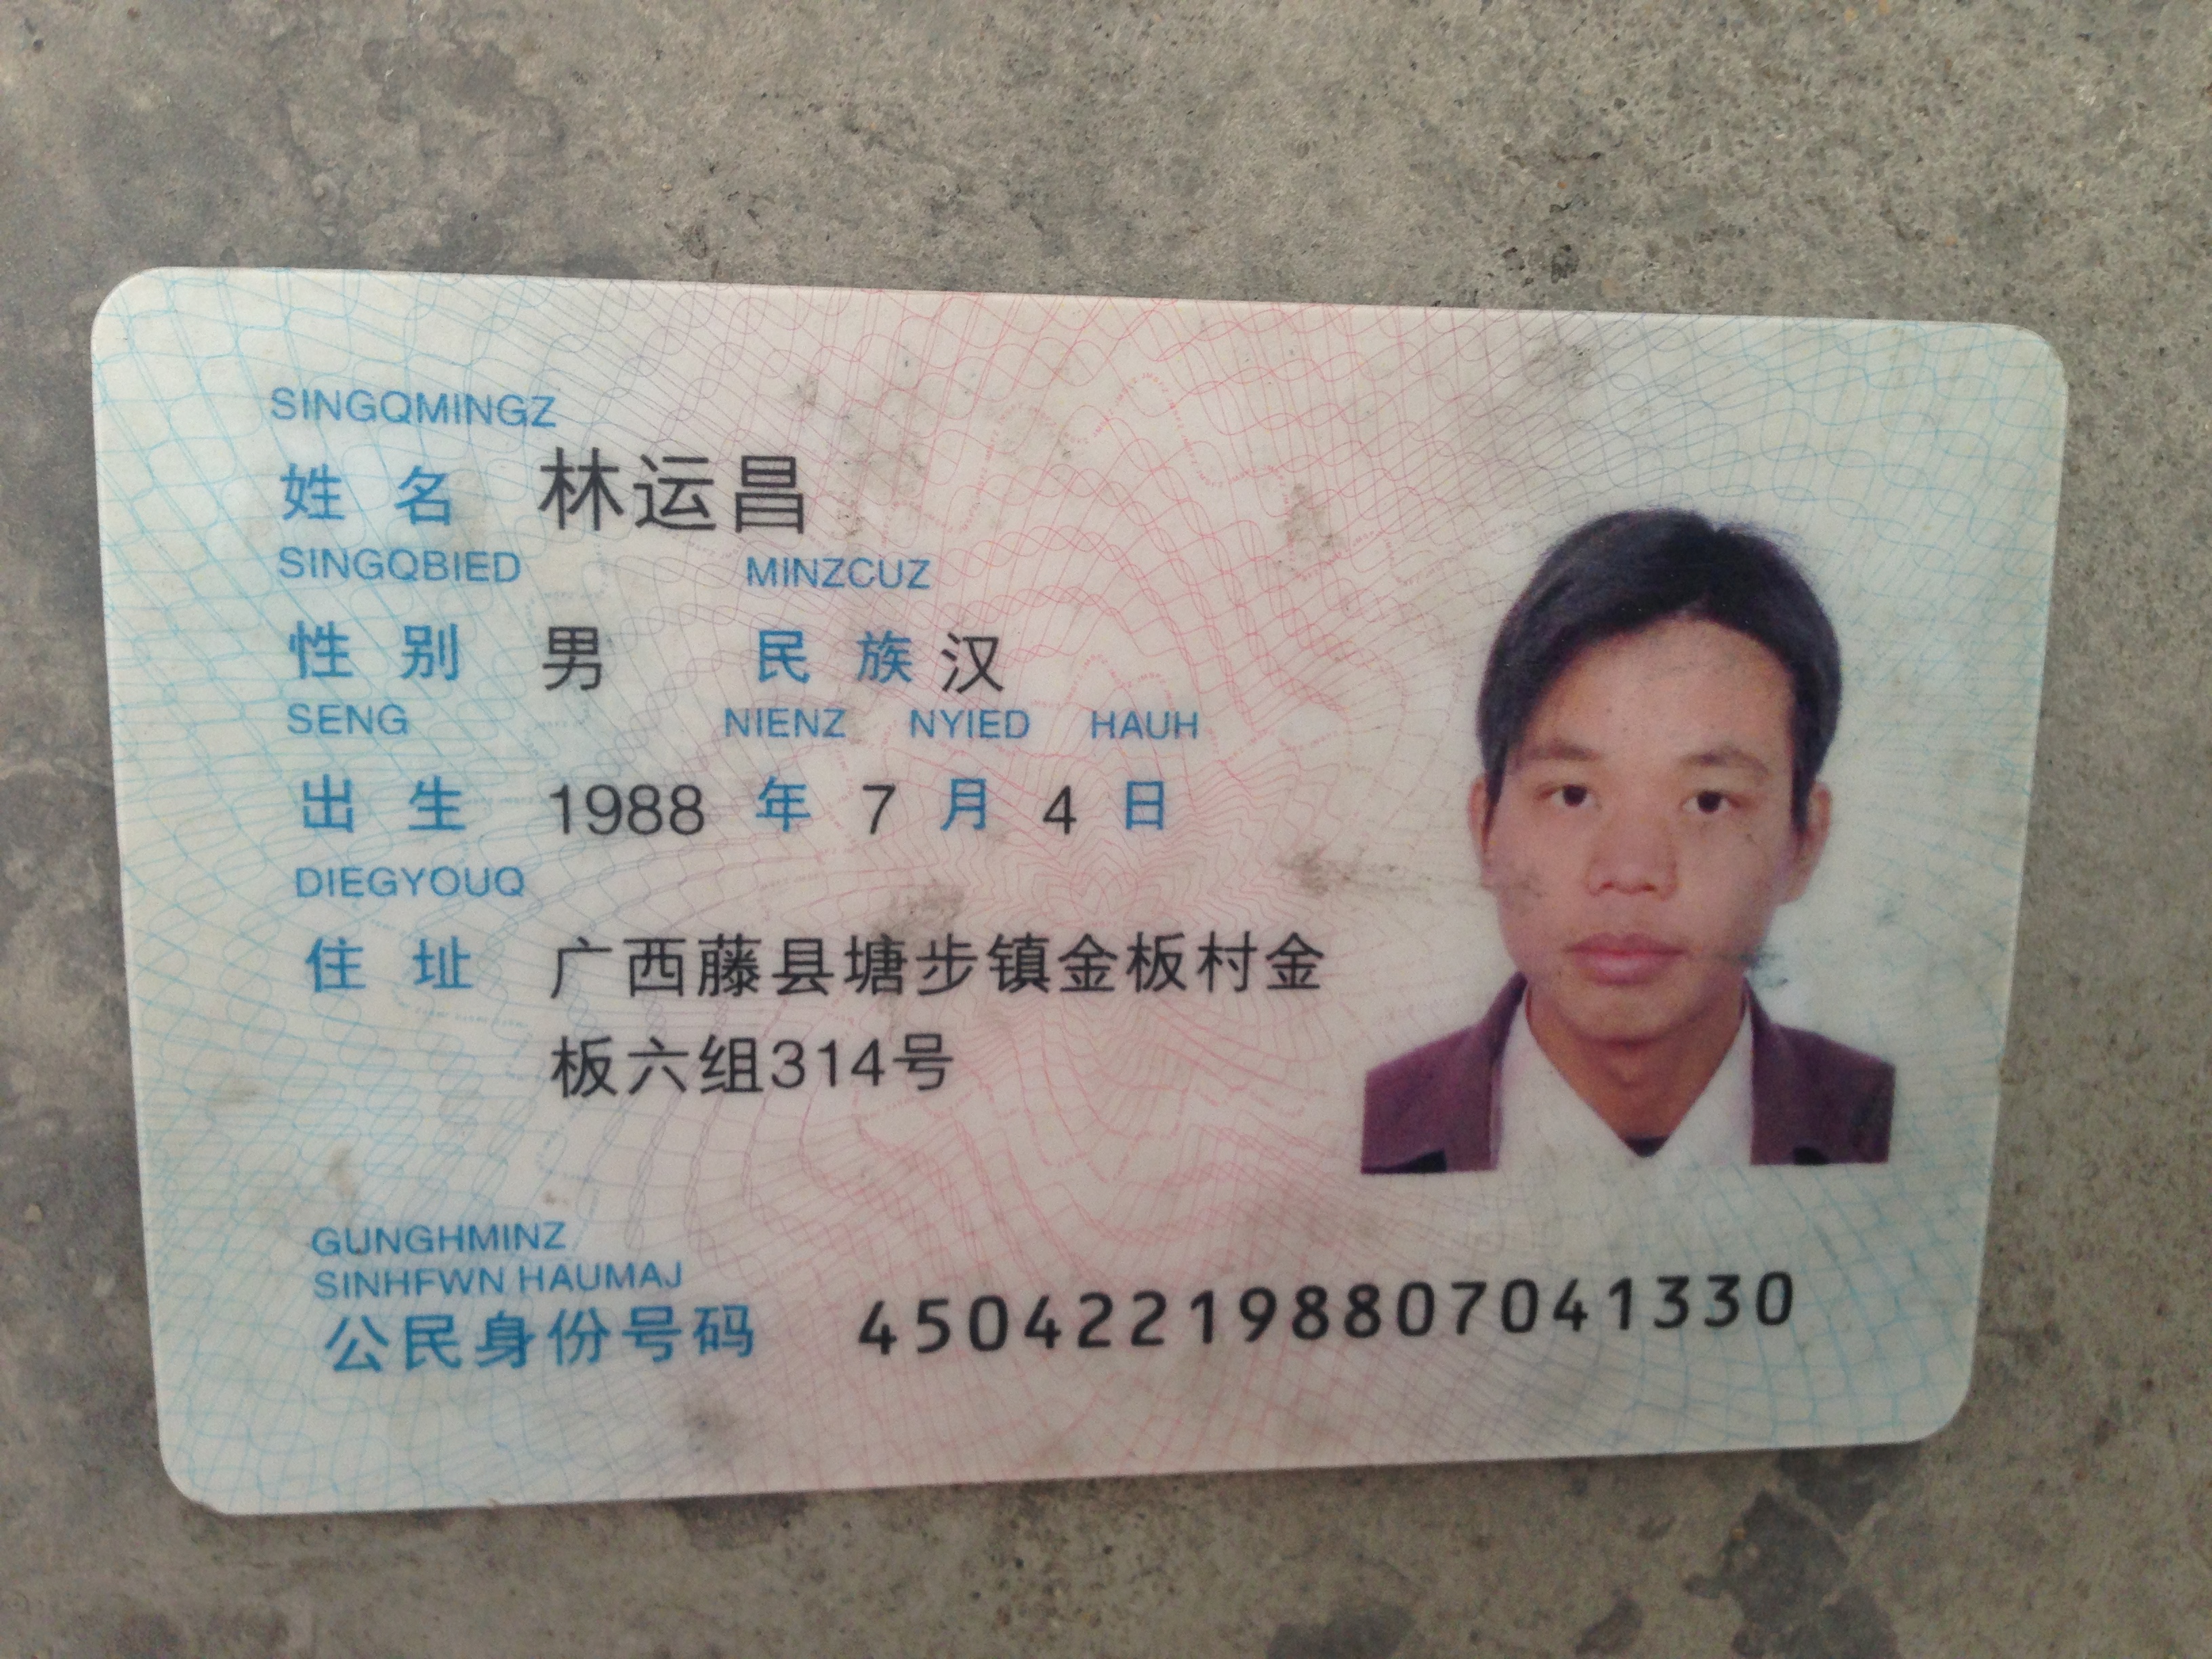 SINGQMINGZ
姓 名 林运昌
SINGQBIED MINZCUZ
性 别 男 民 族 汉
SENG NIENZ NYIED HAUH
出 生 1988 年 7 月 4 日
DIEGYOUQ
住 址 广西藤县塘步镇金板村金
板六组314号
GUNGHMINZ
SINHFWN HAUMAJ
公民身份号码 450422198807041330